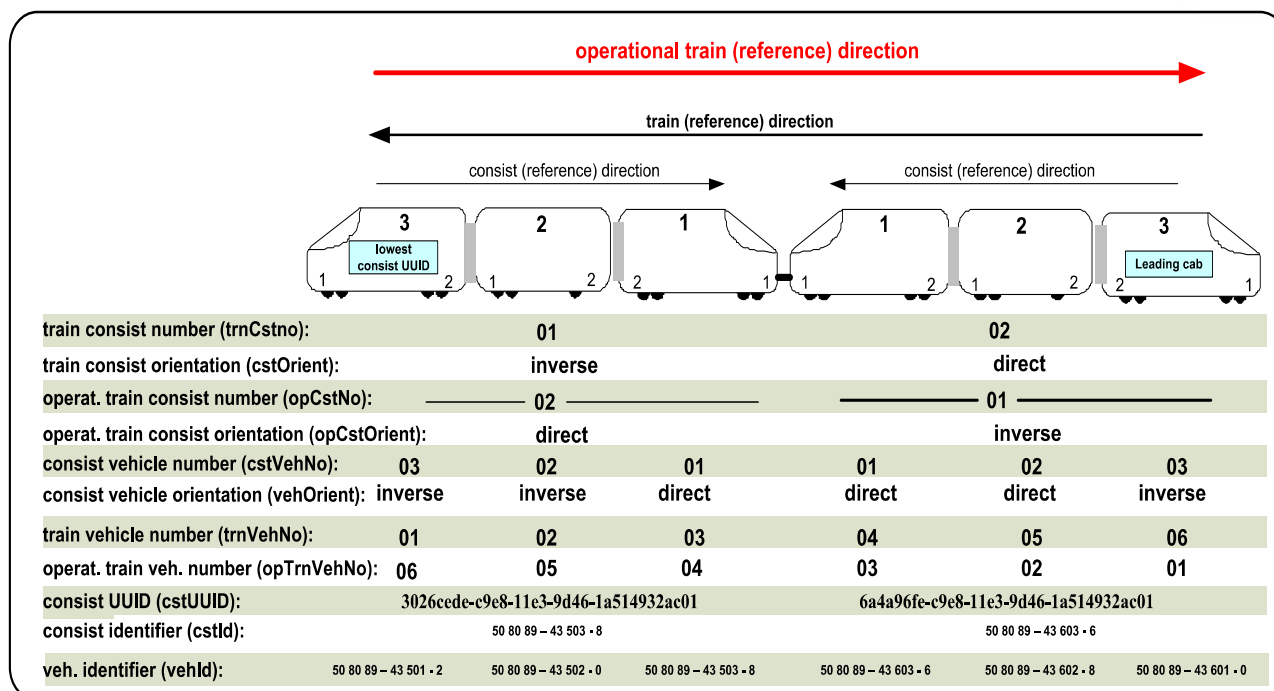 operational train (reference) direction
train (reference) direction
consist (reference) direction consist (reference) direction
3 2 1 1 2 3
lowest
consist UUID
Leading cab
1 2 2 2 1 1 2 2 2 1
train consist number (trnCstno): 01 02
train consist orientation (cstOrient): inverse direct
operat. train consist number (opCstNo): 02 01
operat. train consist orientation (opCstOrient): direct inverse
consist vehicle number (cstVehNo): 03 02 01 01 02 03
consist vehicle orientation (vehOrient): inverse inverse direct direct direct inverse
train vehicle number (trnVehNo): 01 02 03 04 05 06
operat. train veh. number (opTrnVehNo): 06 05 04 03 02 01
consist UUID (cstUUID): 3026cede-c9e8-11e3-9d46-1a514932ac01 6a4a96fe-c9e8-11e3-9d46-1a514932ac01
consist identifier (cstId): 50 80 89 – 43 503 - 8 50 80 89 – 43 603 - 6
veh. identifier (vehId): 50 80 89 – 43 501 - 2 50 80 89 – 43 502 - 0 50 80 89 – 43 503 - 8 50 80 89 – 43 603 - 6 50 80 89 – 43 602 - 8 50 80 89 – 43 601 - 0